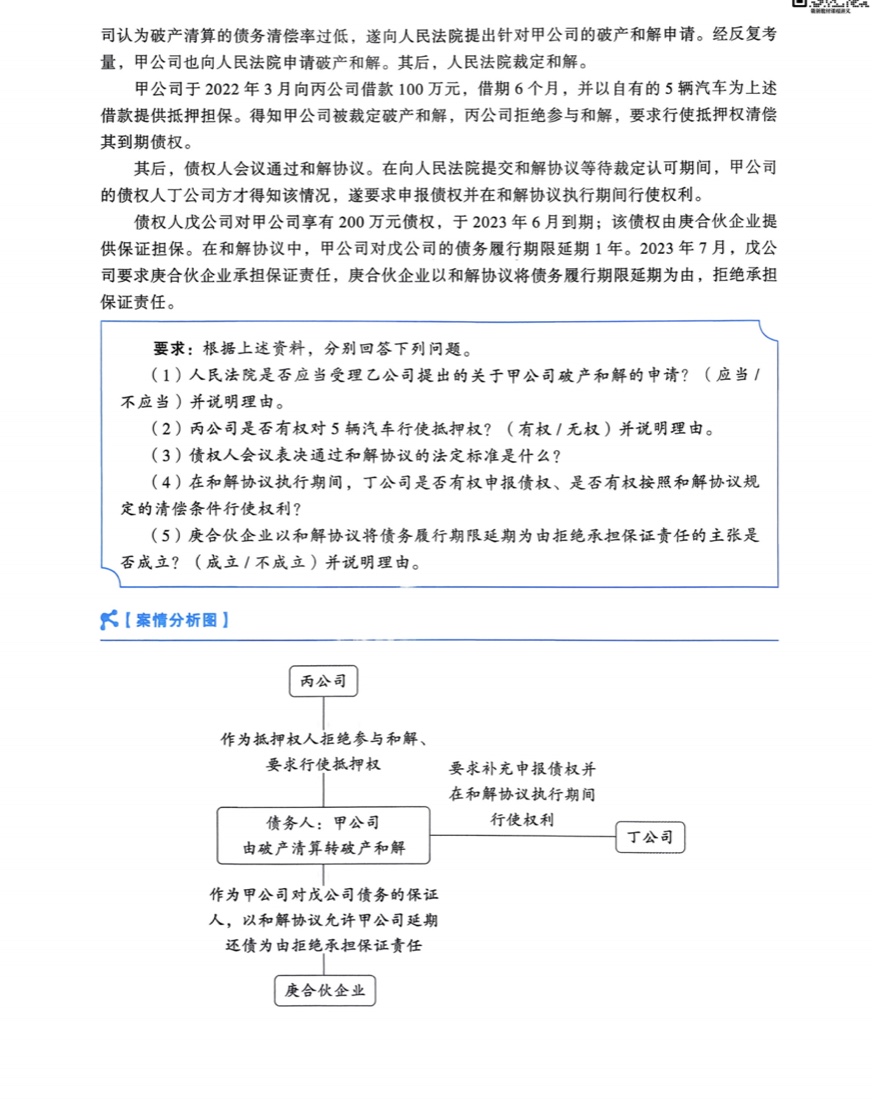 司认为破产清算的债务清偿率过低，遂向人民法院提出针对甲公司的破产和解申请。经反复考
量，甲公司也向人民法院申请破产和解。其后，人民法院裁定和解。
甲公司于 2022 年 3 月向丙公司借款 100 万元，借期 6 个月，并以自有的 5 辆汽车为上述
借款提供抵押担保。得知甲公司被裁定破产和解，丙公司拒绝参与和解，要求行使抵押权清偿
其到期债权。
其后，债权人会议通过和解协议。在向人民法院提交和解协议等待裁定认可期间，甲公司
的债权人丁公司方才得知该情况，遂要求申报债权并在和解协议执行期间行使权利。
债权人戊公司对甲公司享有 200 万元债权，于 2023 年 6 月到期；该债权由庚合伙企业提
供保证担保。在和解协议中，甲公司对戊公司的债务履行期限延期 1 年。2023 年 7 月，戊公
司要求庚合伙企业承担保证责任，庚合伙企业以和解协议将债务履行期限延期为由，拒绝承担
保证责任。
要求：根据上述资料，分别回答下列问题。
（1）人民法院是否应当受理乙公司提出的关于甲公司破产和解的申请？（应当 /
不应当）并说明理由。
（2）丙公司是否有权对 5 辆汽车行使抵押权？（有权 / 无权）并说明理由。
（3）债权人会议表决通过和解协议的法定标准是什么？
（4）在和解协议执行期间，丁公司是否有权申报债权、是否有权按照和解协议规
定的清偿条件行使权利？
（5）庚合伙企业以和解协议将债务履行期限延期为由拒绝承担保证责任的主张是
否成立？（成立 / 不成立）并说明理由。
【案情分析图】
丙公司
作为抵押权人拒绝参与和解、
要求行使抵押权
要求补充申报债权并
在和解协议执行期间
行使权利
债务人：甲公司
由破产清算转破产和解
丁公司
作为甲公司对戊公司债务的保证
人，以和解协议允许甲公司延期
还债为由拒绝承担保证责任
庚合伙企业